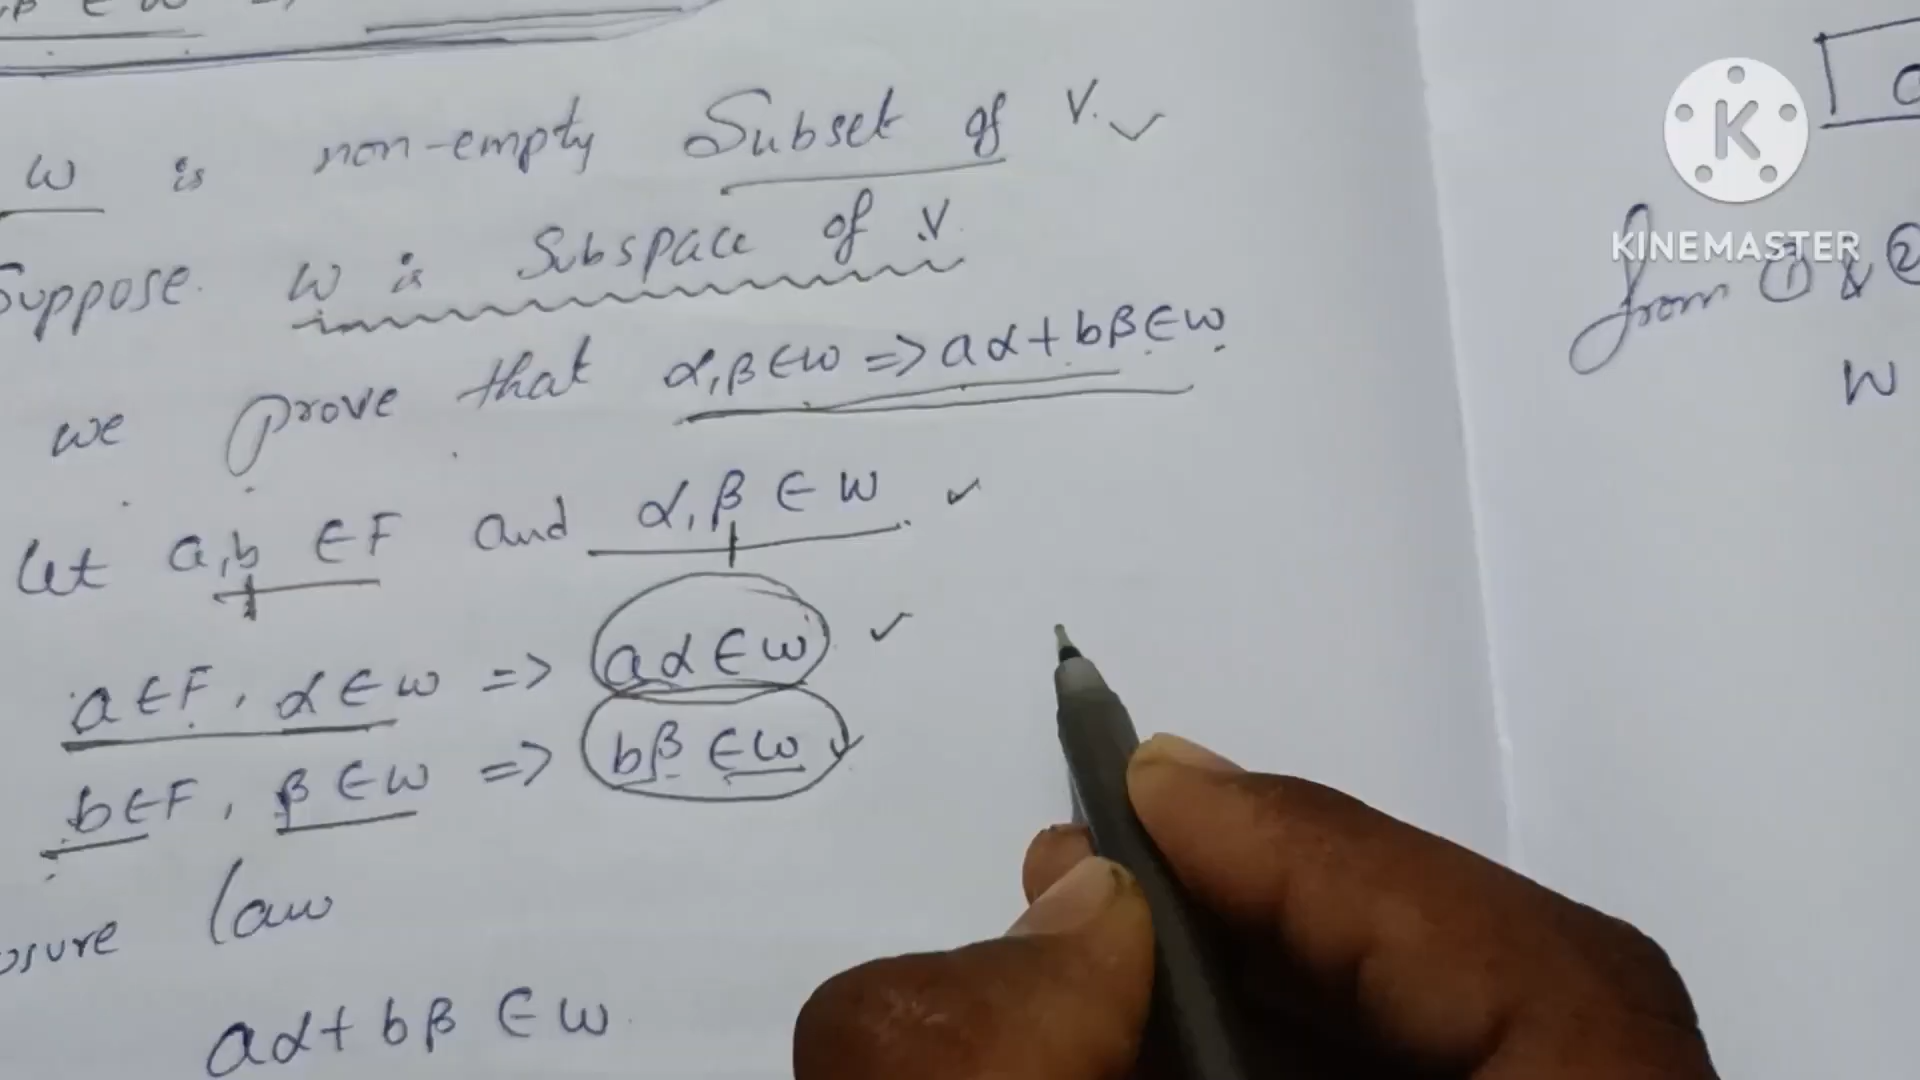 W is non-empty Subset of V.
Suppose. W is Subspace of V.
we prove that α,β∈W => aα+bβ∈W
Let a,b ∈F and α,β ∈ W
a∈F, α∈W => aα∈W
b∈F, β∈W => bβ∈W
osure law
aα+bβ ∈W
K
KINEMASTER
from ① & ②
W